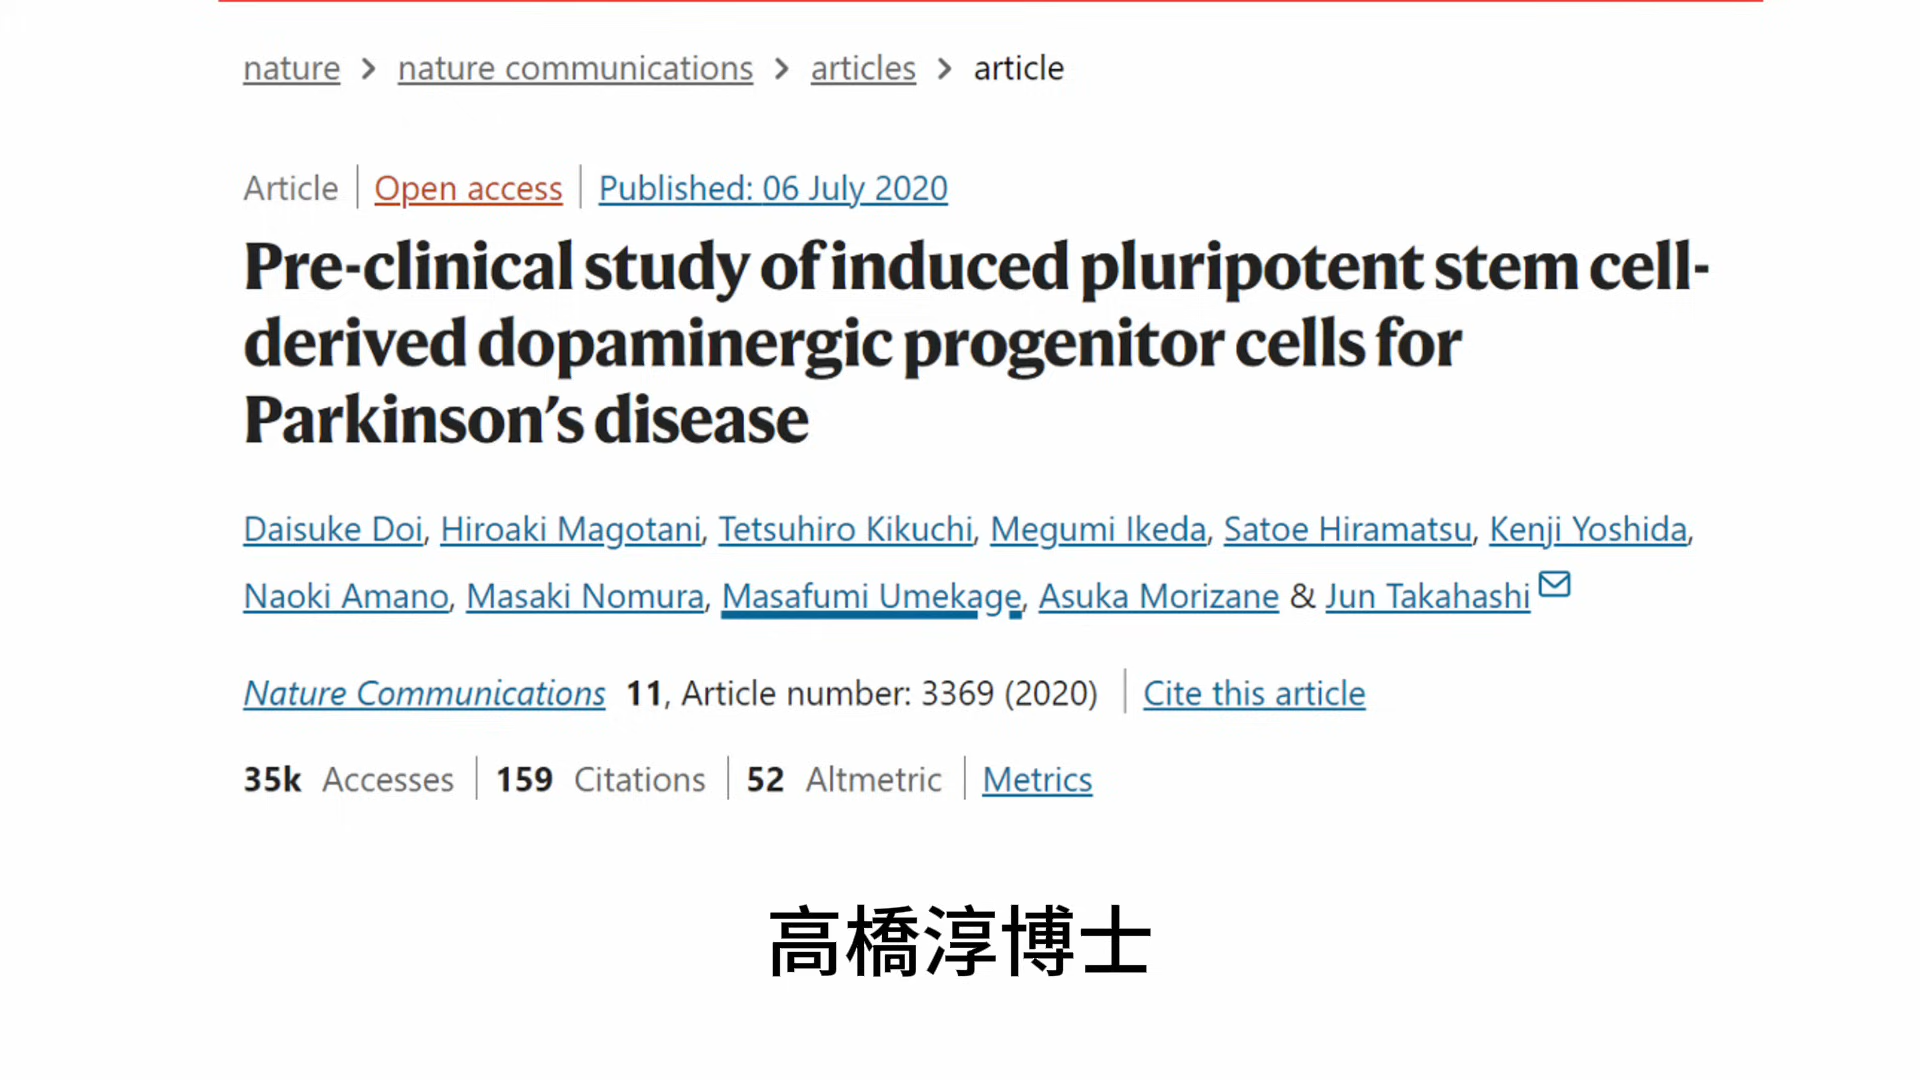 nature > nature communications > articles > article
Article | Open access | Published: 06 July 2020
Pre-clinical study of induced pluripotent stem cell-
derived dopaminergic progenitor cells for
Parkinson’s disease
Daisuke Doi, Hiroaki Magotani, Tetsuhiro Kikuchi, Megumi Ikeda, Satoe Hiramatsu, Kenji Yoshida,
Naoki Amano, Masaki Nomura, Masafumi Umekage, Asuka Morizane & Jun Takahashi
Nature Communications 11, Article number: 3369 (2020) | Cite this article
35k Accesses | 159 Citations | 52 Altmetric | Metrics
高橋淳博士